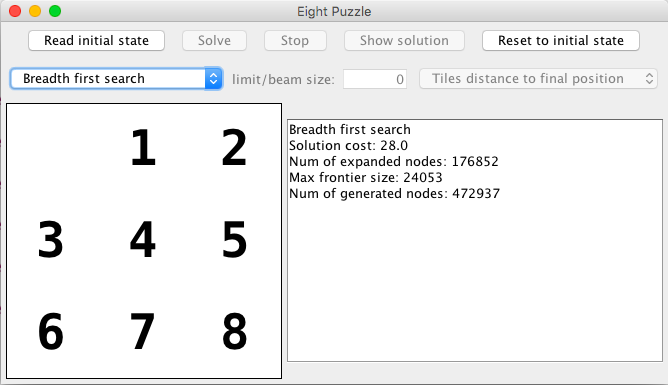 Eight Puzzle
Read initial state Solve Stop Show solution Reset to initial state
Breadth first search limit/beam size: 0 Tiles distance to final position
1 2
3 4 5
6 7 8
Breadth first search
Solution cost: 28.0
Num of expanded nodes: 176852
Max frontier size: 24053
Num of generated nodes: 472937